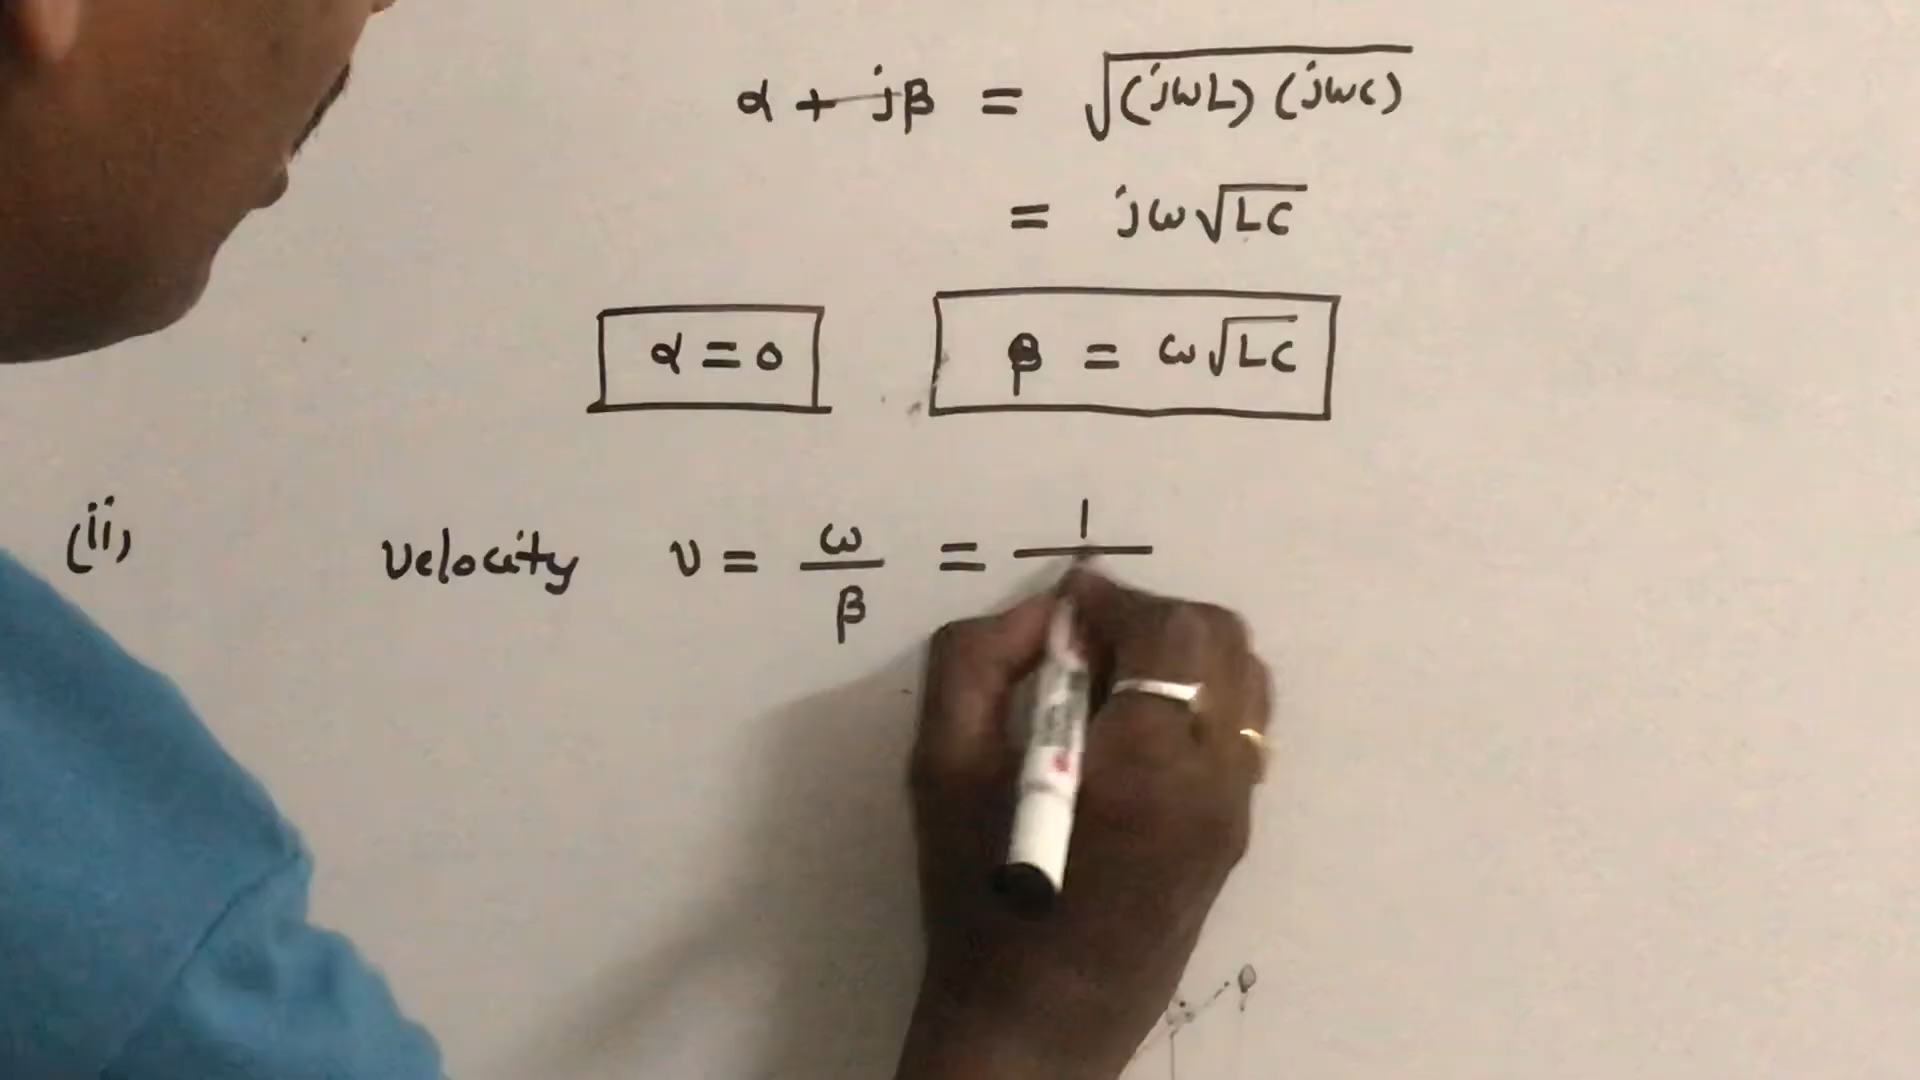 α + jβ = √(jωL) (jωC)
= jω√LC
α = 0 β = ω√LC
(ii) Velocity v = ω/β = 1/